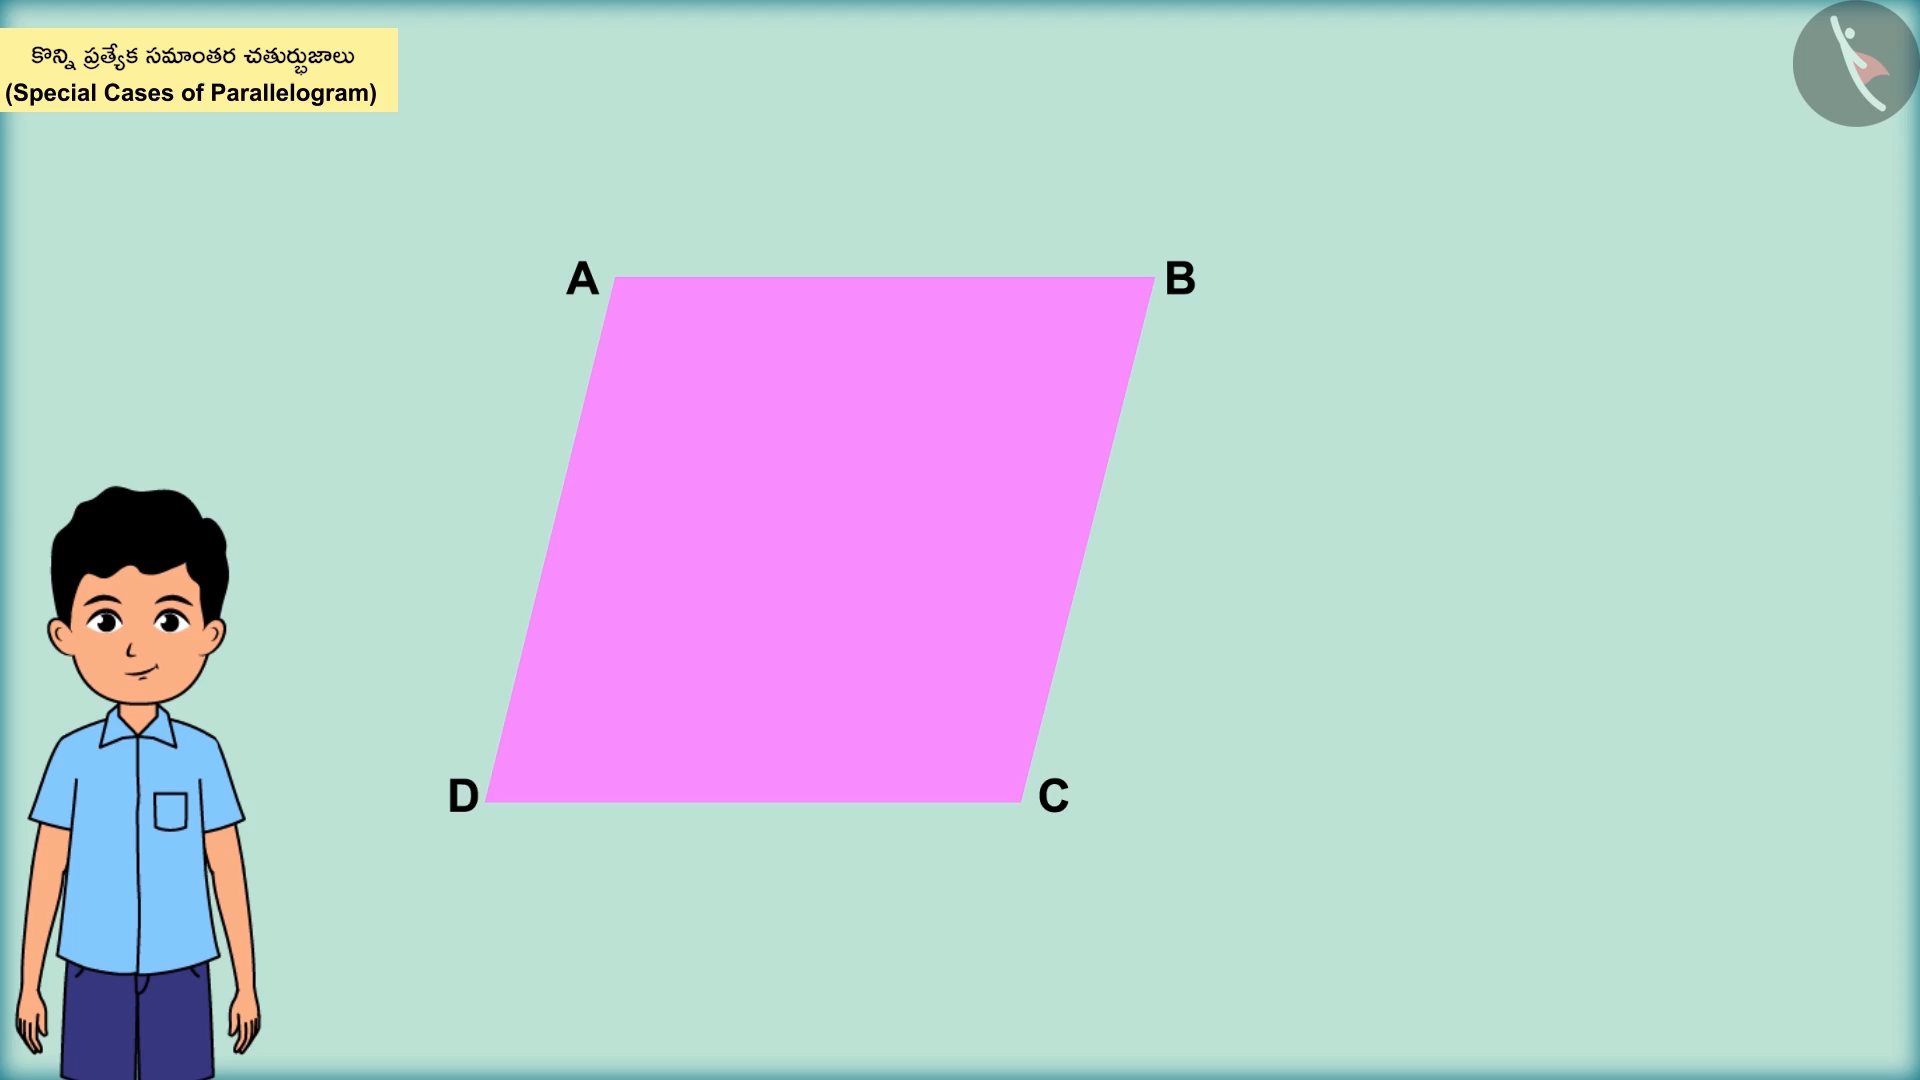 కొన్ని ప్రత్యేక సమాంతర చతుర్భుజాలు
(Special Cases of Parallelogram)
A
B
D
C